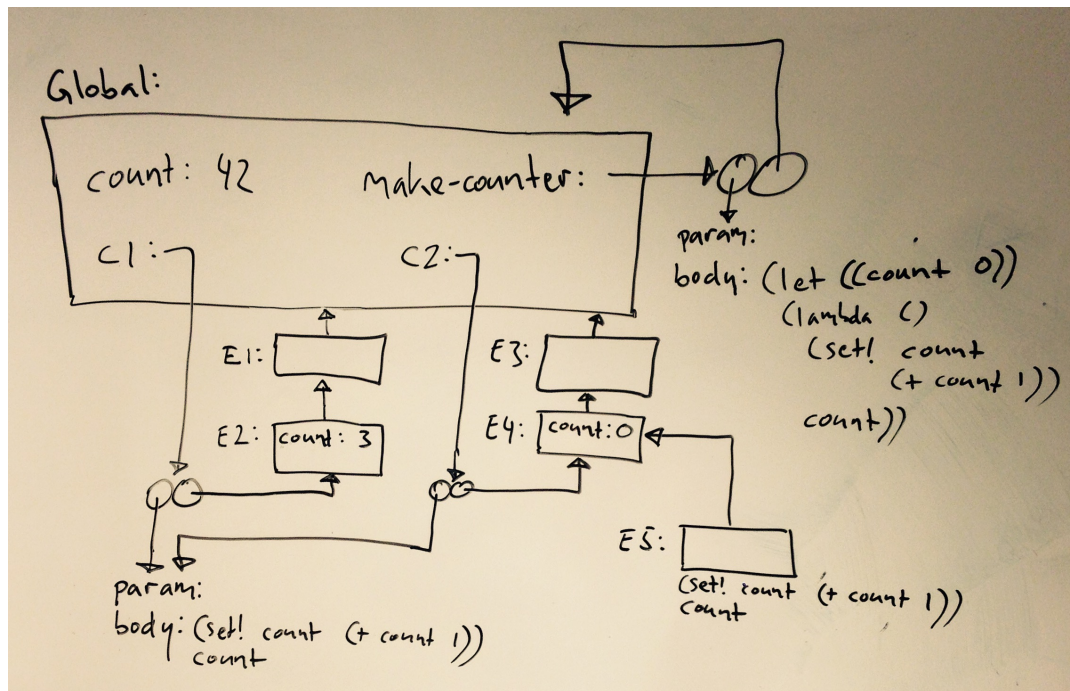 Global:
count: 42
make-counter:
C1:
C2:
param:
body: (let ((count 0))
(lambda ()
(set! count
(+ count 1))
count))
E1:
E3:
E2:
count: 3
E4:
count: 0
E5:
(set! count (+ count 1))
count
param:
body: (set! count (+ count 1))
count